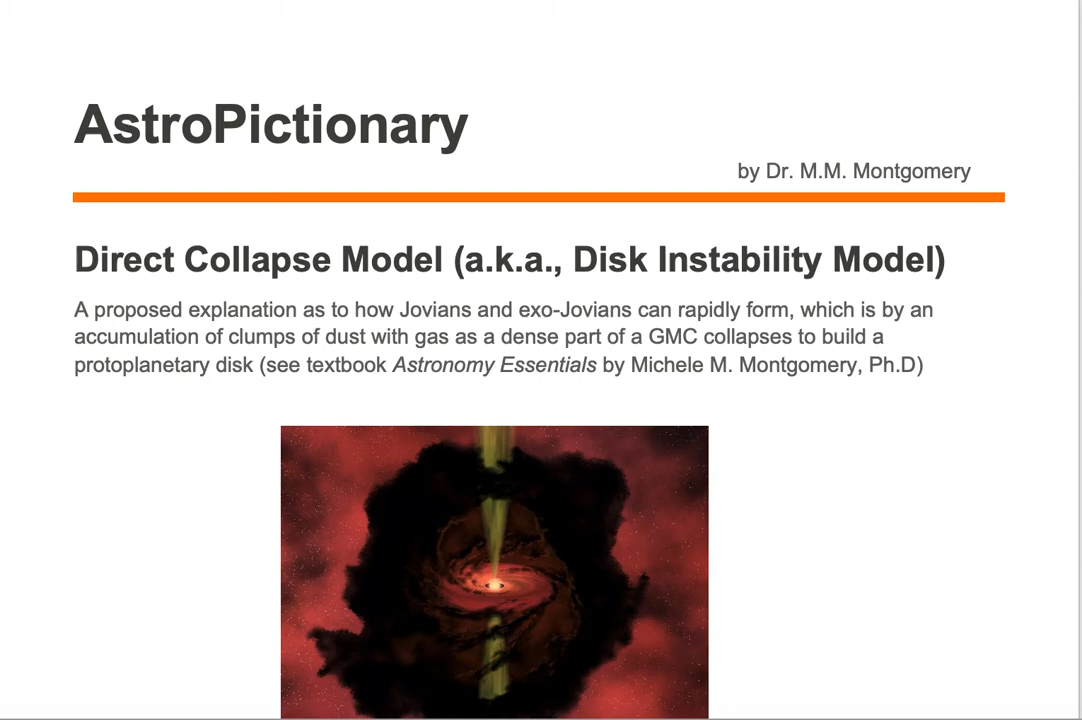 AstroPictionary
by Dr. M.M. Montgomery
Direct Collapse Model (a.k.a., Disk Instability Model)
A proposed explanation as to how Jovians and exo-Jovians can rapidly form, which is by an
accumulation of clumps of dust with gas as a dense part of a GMC collapses to build a
protoplanetary disk (see textbook Astronomy Essentials by Michele M. Montgomery, Ph.D)